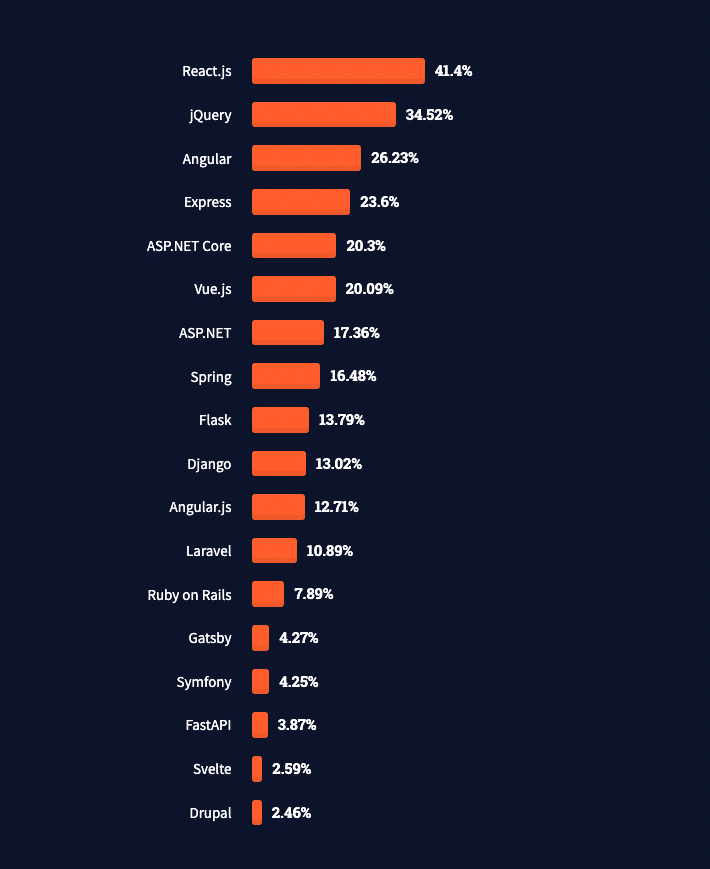 React.js 41.4%
jQuery 34.52%
Angular 26.23%
Express 23.6%
ASP.NET Core 20.3%
Vue.js 20.09%
ASP.NET 17.36%
Spring 16.48%
Flask 13.79%
Django 13.02%
Angular.js 12.71%
Laravel 10.89%
Ruby on Rails 7.89%
Gatsby 4.27%
Symfony 4.25%
FastAPI 3.87%
Svelte 2.59%
Drupal 2.46%